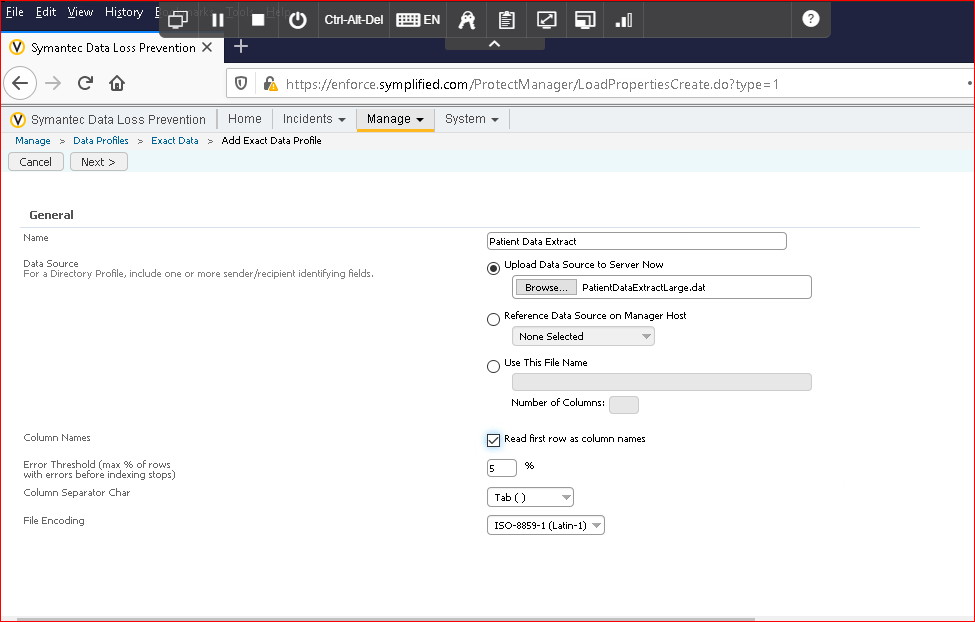 File Edit View History Bookmarks Tools Help
Ctrl-Alt-Del EN ?
Symantec Data Loss Prevention
https://enforce.symplified.com/ProtectManager/LoadPropertiesCreate.do?type=1
Symantec Data Loss Prevention Home Incidents Manage System
Manage > Data Profiles > Exact Data > Add Exact Data Profile
Cancel Next >
General
Name Patient Data Extract
Data Source Upload Data Source to Server Now
For a Directory Profile, include one or more sender/recipient identifying fields.
Browse... PatientDataExtractLarge.dat
Reference Data Source on Manager Host
None Selected
Use This File Name
Number of Columns:
Column Names Read first row as column names
Error Threshold (max % of rows
with errors before indexing stops) 5 %
Column Separator Char Tab ( )
File Encoding ISO-8859-1 (Latin-1)